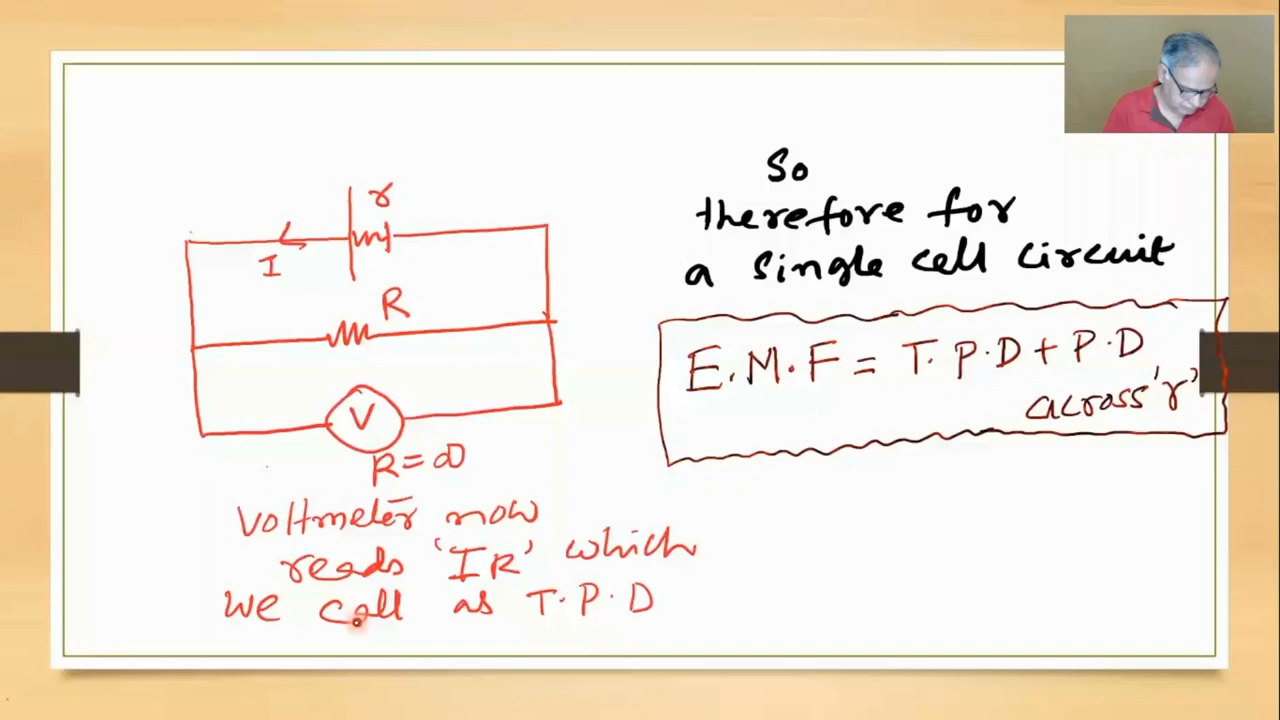 r
I
R
V
R = ∞
voltmeter now
reads 'IR' which
we call as T.P.D
So
therefore for
a single cell circuit
E.M.F = T.P.D + P.D
across 'r'